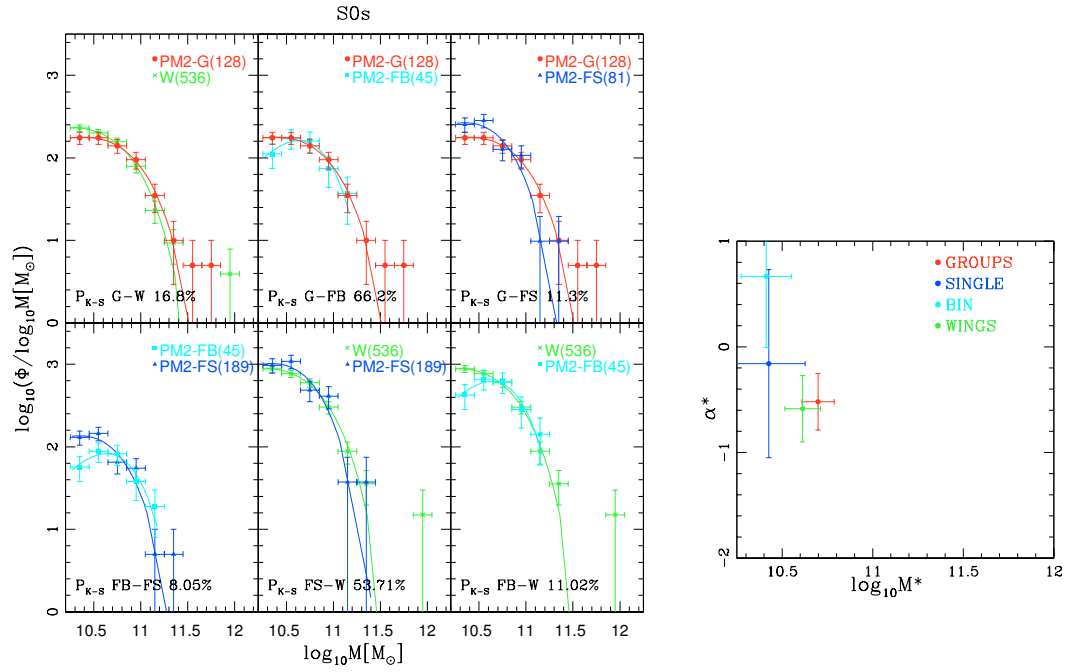 S0s
PM2-G(128)
W(536)
P_K-S G-W 16.8%
PM2-G(128)
PM2-FB(45)
P_K-S G-FB 66.2%
PM2-G(128)
PM2-FS(81)
P_K-S G-FS 11.3%
PM2-FB(45)
PM2-FS(189)
P_K-S FB-FS 8.05%
W(536)
PM2-FS(189)
P_K-S FS-W 53.71%
W(536)
PM2-FB(45)
P_K-S FB-W 11.02%
log₁₀(Φ/log₁₀M[M⊙])
3
2
1
0
3
2
1
0
10.5 11 11.5 12 10.5 11 11.5 12 10.5 11 11.5 12
log₁₀M[M⊙]
GROUPS
SINGLE
BIN
WINGS
α*
1
0
−1
−2
10.5 11 11.5 12
log₁₀M*